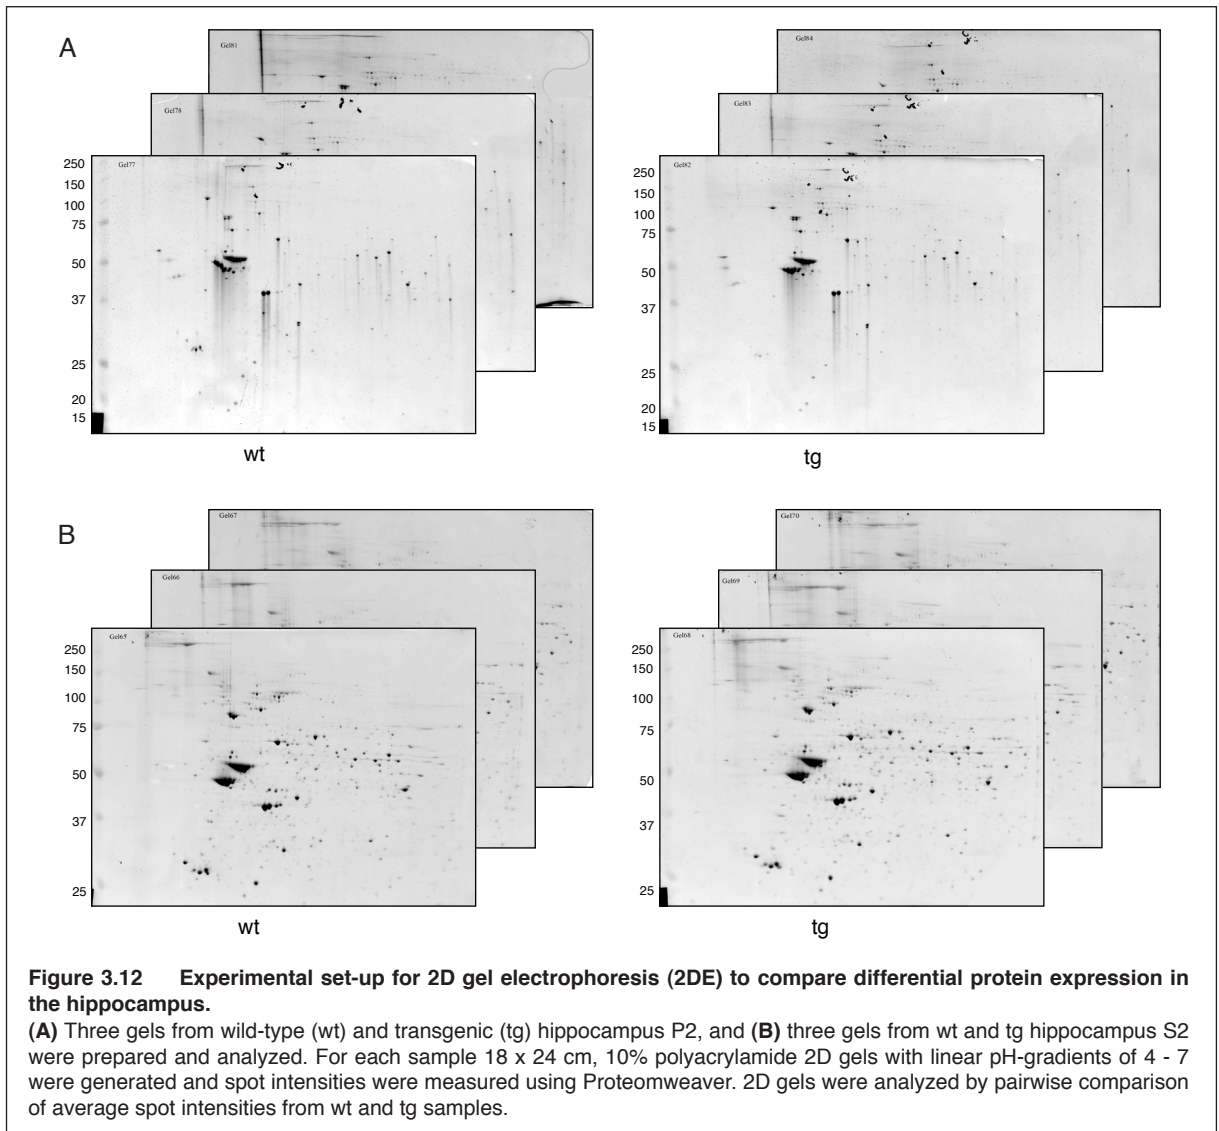 A
Gel81
Gel78
Gel77
250
150
100
75
50
37
25
20
15
wt
Gel84
Gel83
Gel82
250
150
100
75
50
37
25
20
15
tg
B
Gel67
Gel66
Gel65
250
150
100
75
50
37
25
wt
Gel70
Gel69
Gel68
250
150
100
75
50
37
25
tg
Figure 3.12 Experimental set-up for 2D gel electrophoresis (2DE) to compare differential protein expression in
the hippocampus.
(A) Three gels from wild-type (wt) and transgenic (tg) hippocampus P2, and (B) three gels from wt and tg hippocampus S2
were prepared and analyzed. For each sample 18 x 24 cm, 10% polyacrylamide 2D gels with linear pH-gradients of 4 - 7
were generated and spot intensities were measured using Proteomweaver. 2D gels were analyzed by pairwise comparison
of average spot intensities from wt and tg samples.